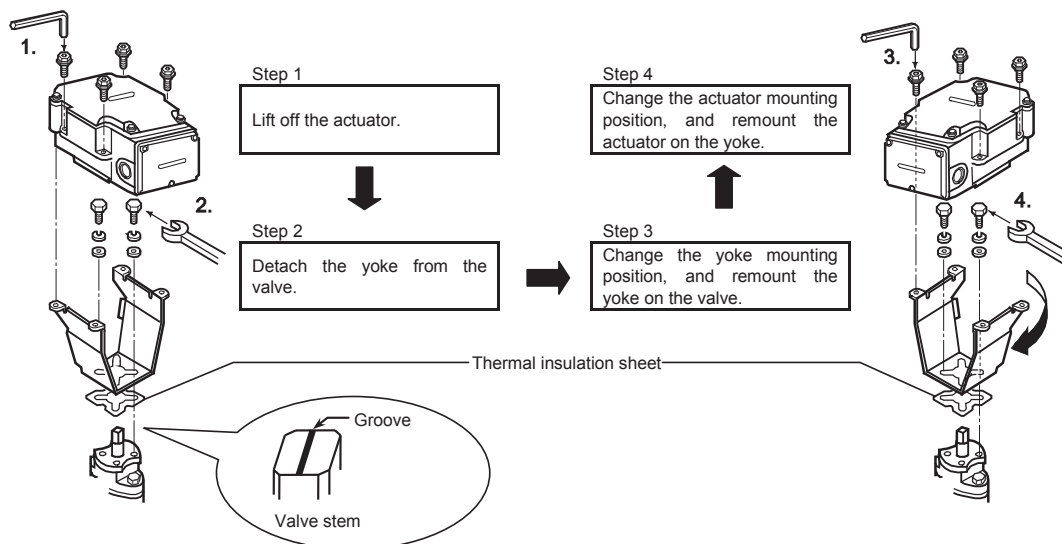 1.
Step 1
Lift off the actuator.
2.
Step 2
Detach the yoke from the
valve.
Step 4
Change the actuator mounting
position, and remount the
actuator on the yoke.
Step 3
Change the yoke mounting
position, and remount the
yoke on the valve.
3.
4.
Thermal insulation sheet
Groove
Valve stem